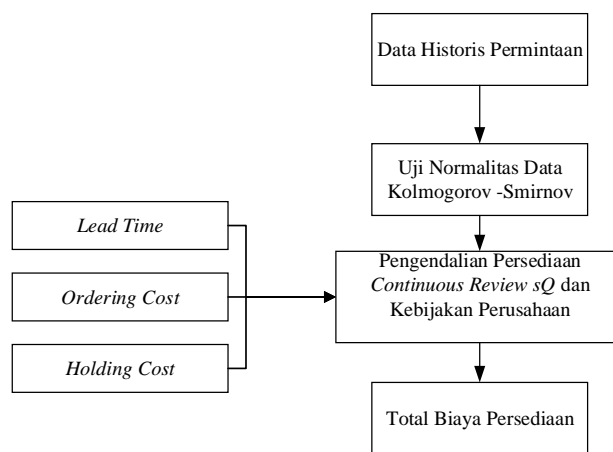 Data Historis Permintaan
Uji Normalitas Data
Kolmogorov -Smirnov
Lead Time
Ordering Cost
Holding Cost
Pengendalian Persediaan
Continuous Review sQ dan
Kebijakan Perusahaan
Total Biaya Persediaan